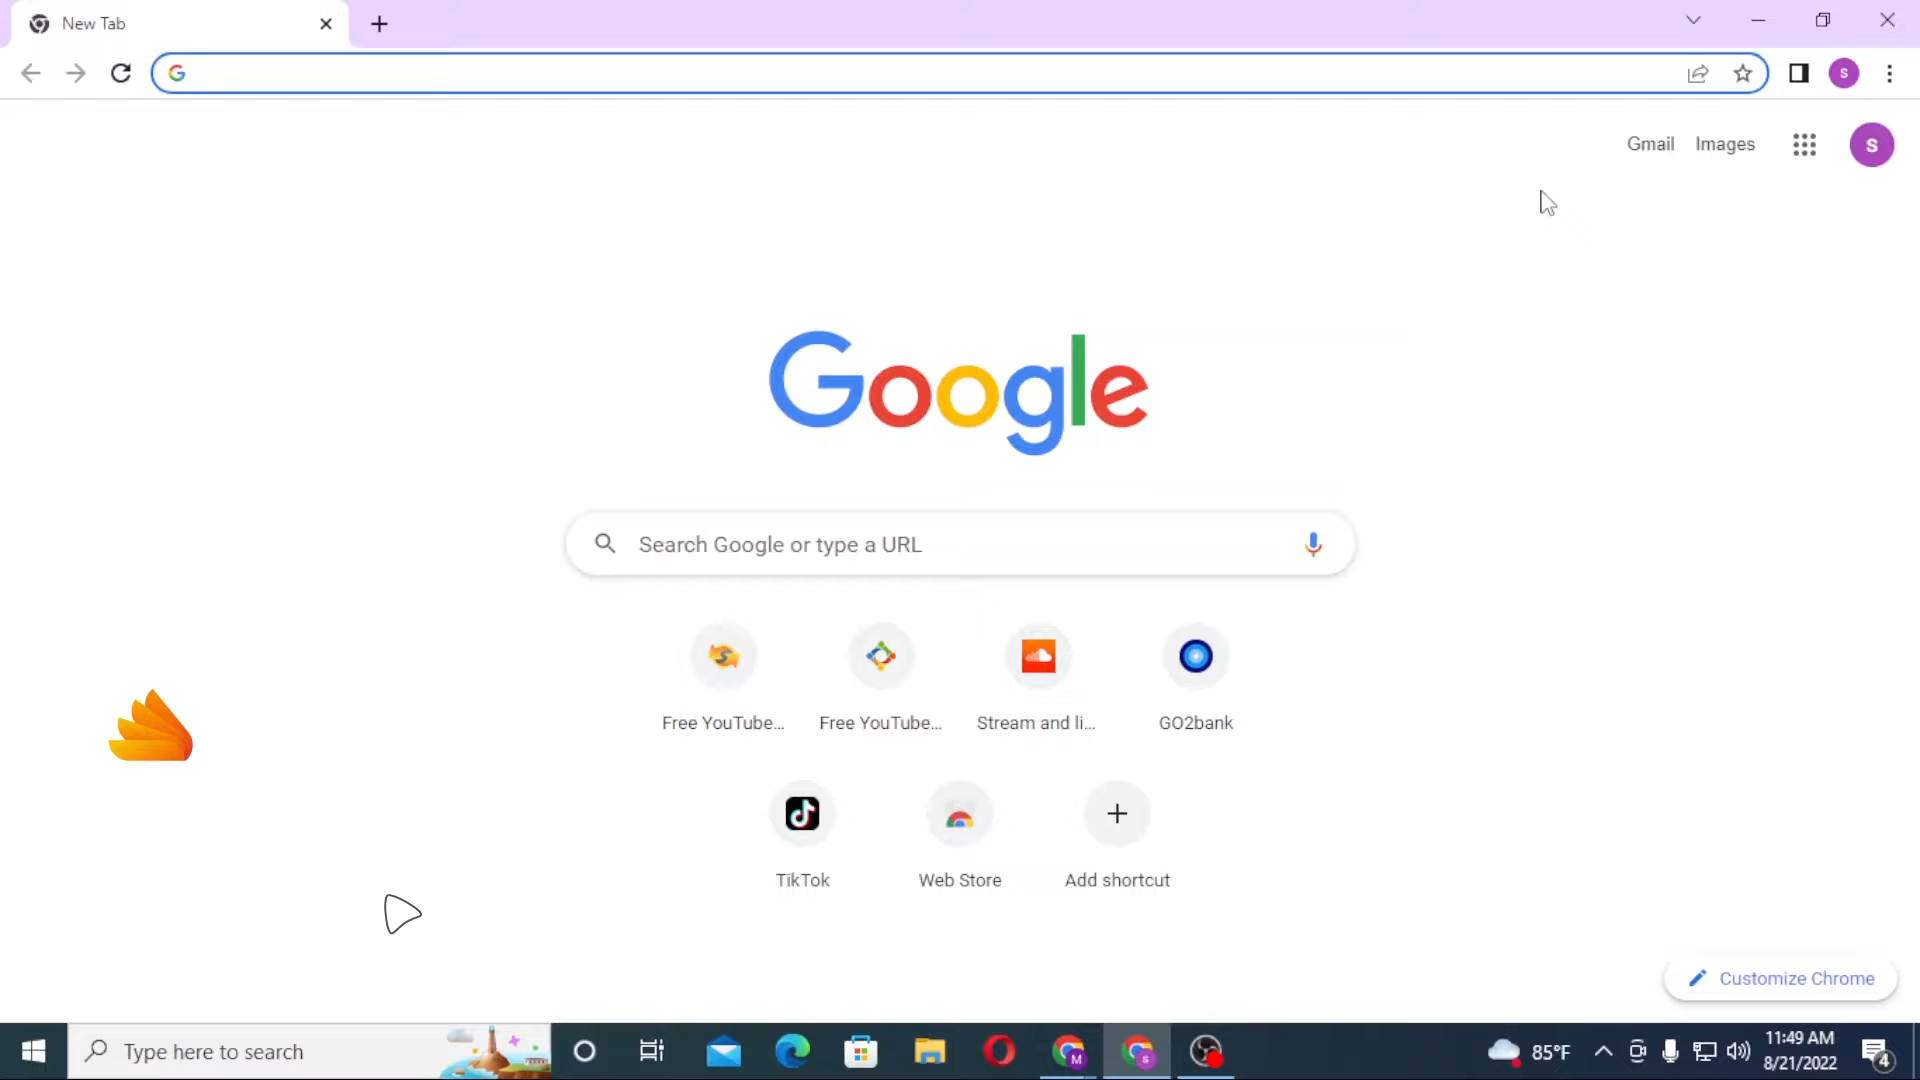 New Tab
S
Gmail
Images
S
Google
Search Google or type a URL
Free YouTube...
Free YouTube...
Stream and li...
GO2bank
TikTok
Web Store
Add shortcut
Customize Chrome
Type here to search
M
S
85°F
11:49 AM
8/21/2022
4